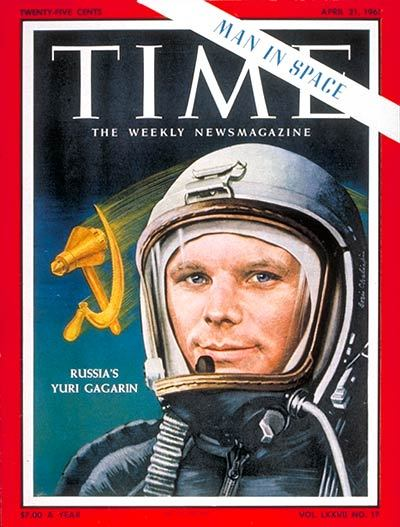 TWENTY-FIVE CENTS
APRIL 21, 1961
MAN IN SPACE
TIME
THE WEEKLY NEWSMAGAZINE
RUSSIA'S
YURI GAGARIN
$7.00 A YEAR
VOL. LXXVII NO. 17